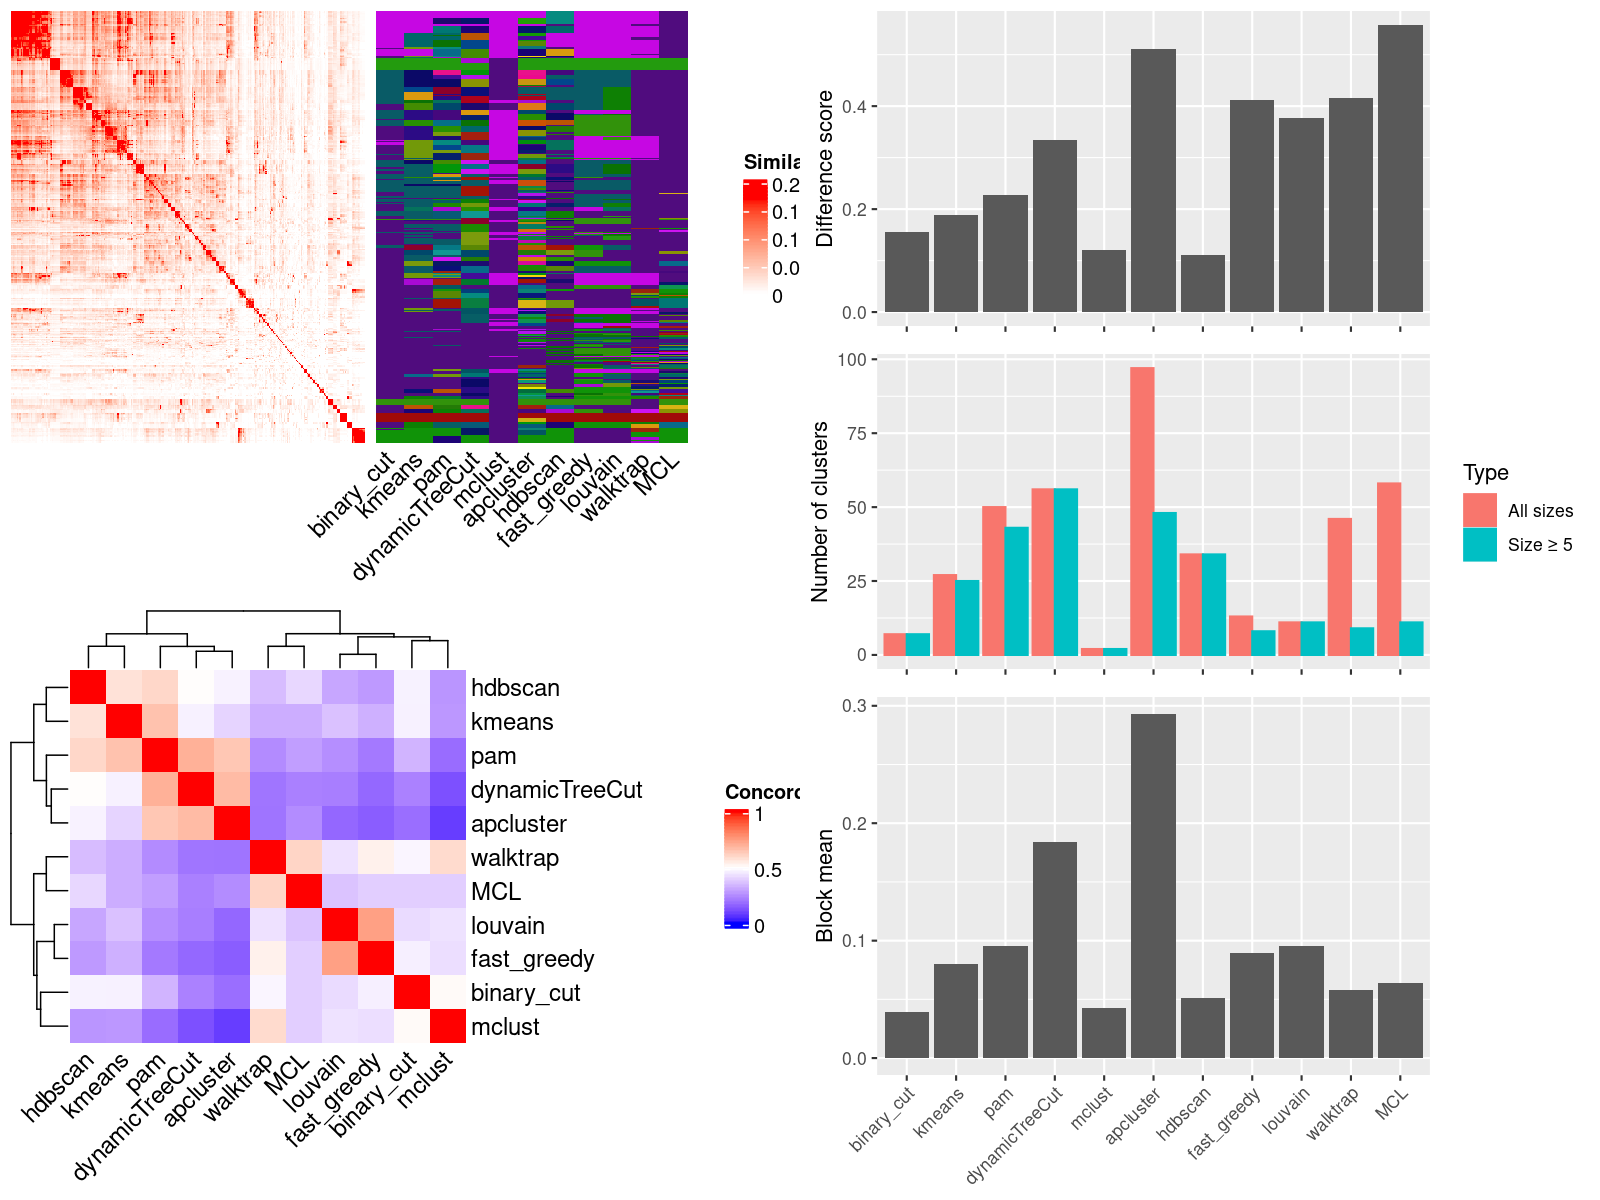 Simila
0.2
0.1
0.1
0.0
0
binary_cut
kmeans
pam
dynamicTreeCut
mclust
apcluster
hdbscan
fast_greedy
louvain
walktrap
MCL
hdbscan
kmeans
pam
dynamicTreeCut
apcluster
walktrap
MCL
louvain
fast_greedy
binary_cut
mclust
Concord
1
0.5
0
hdbscan
kmeans
pam
dynamicTreeCut
apcluster
walktrap
MCL
louvain
fast_greedy
binary_cut
mclust
Difference score
0.4
0.2
0.0
Number of clusters
100
75
50
25
0
Type
All sizes
Size ≥ 5
Block mean
0.3
0.2
0.1
0.0
binary_cut
kmeans
pam
dynamicTreeCut
mclust
apcluster
hdbscan
fast_greedy
louvain
walktrap
MCL